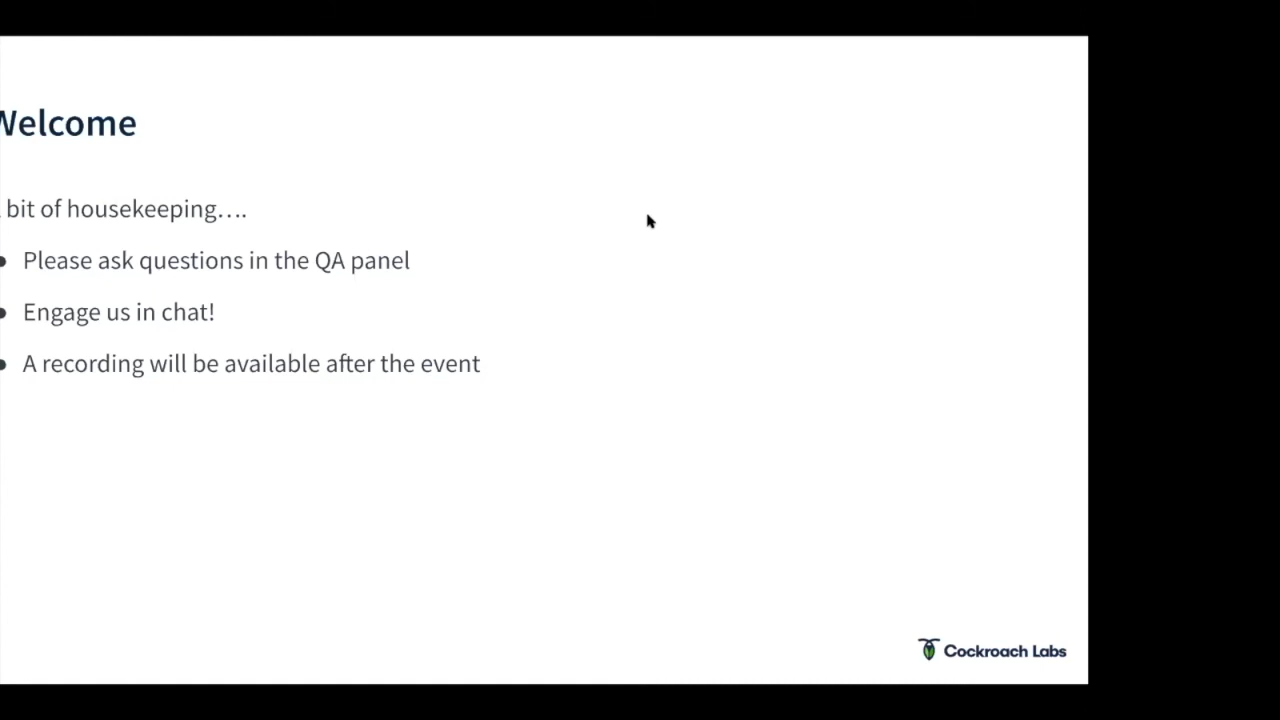 Welcome
bit of housekeeping….
• Please ask questions in the QA panel
• Engage us in chat!
• A recording will be available after the event
Cockroach Labs